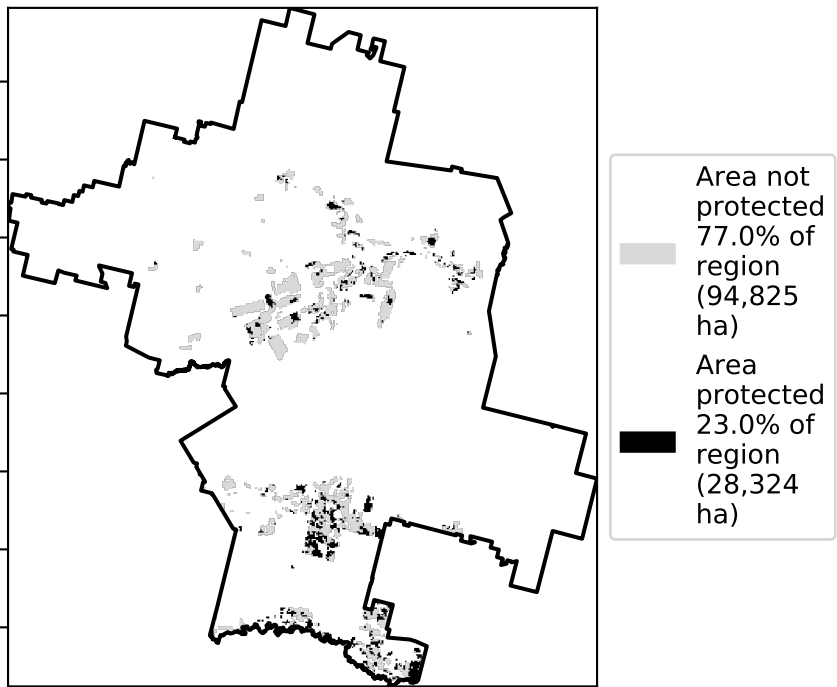 Area not
protected
77.0% of
region
(94,825
ha)
Area
protected
23.0% of
region
(28,324
ha)